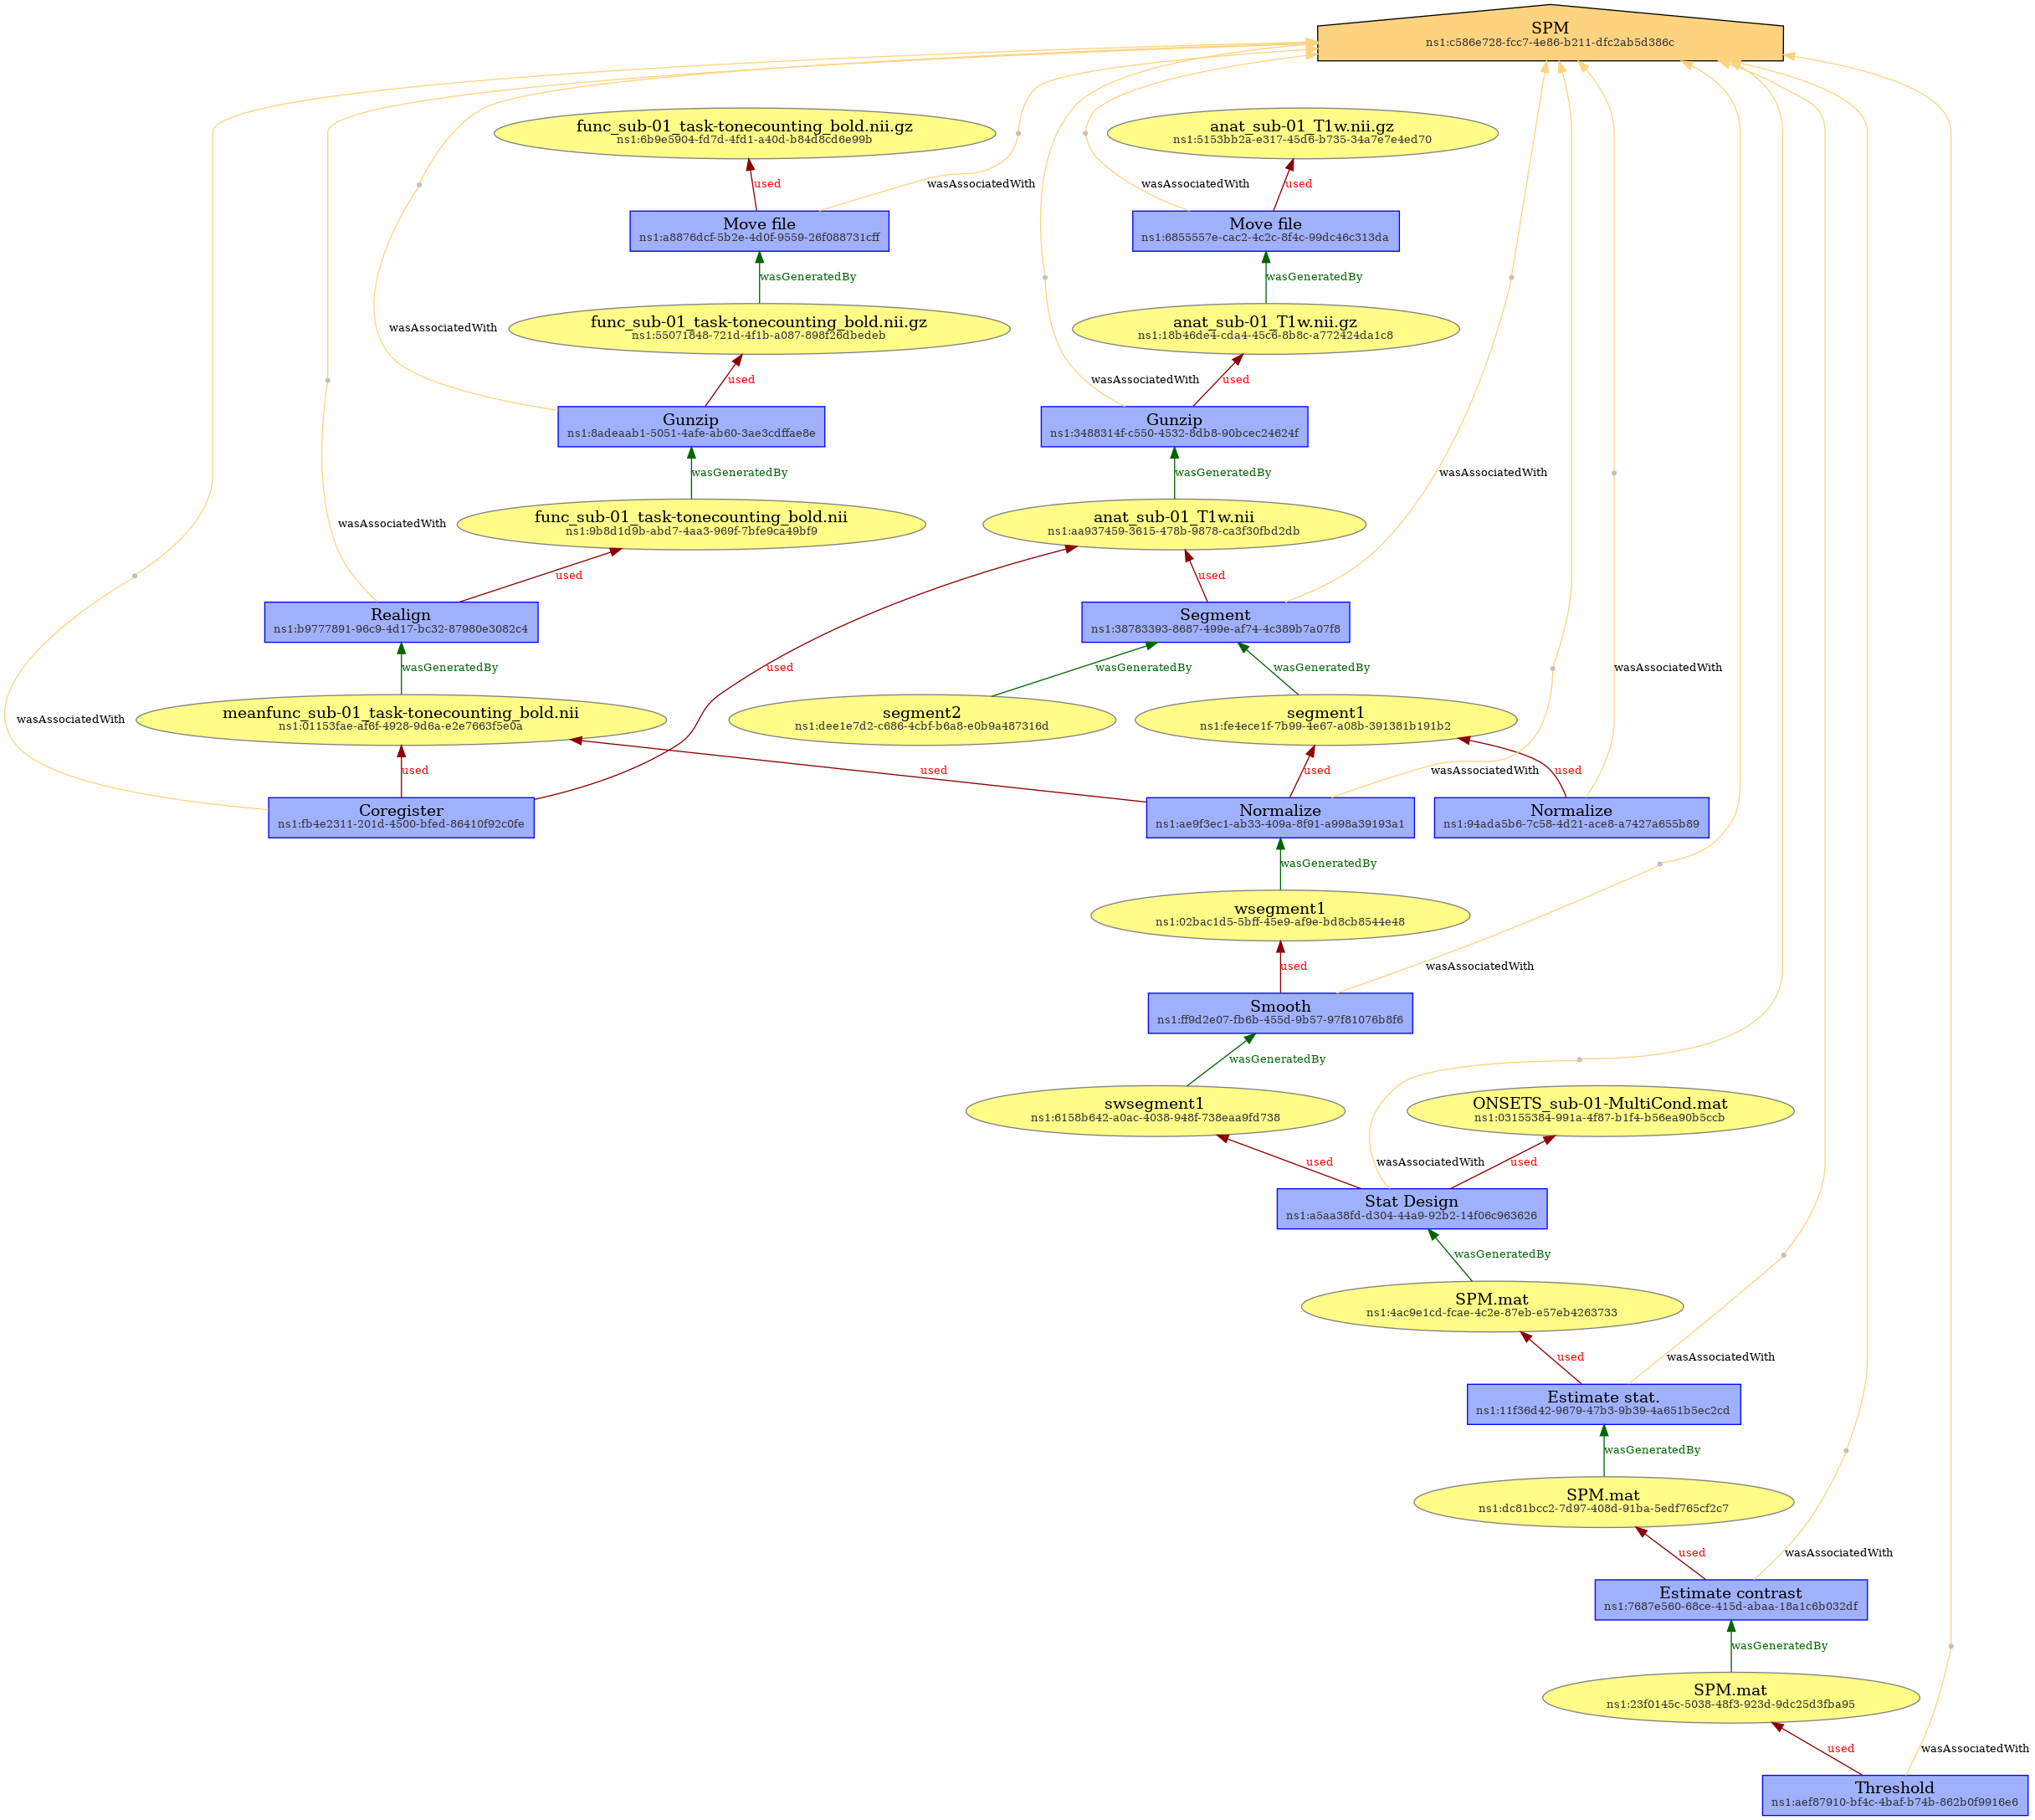 SPM
ns1:c586e728-fcc7-4e86-b211-dfc2ab5d386c
func_sub-01_task-tonecounting_bold.nii.gz
ns1:6b9e5904-fd7d-4fd1-a40d-b84d8cd6e99b
anat_sub-01_T1w.nii.gz
ns1:5153bb2a-e317-45d6-b735-34a7e7e4ed70
used
wasAssociatedWith
wasAssociatedWith
used
Move file
ns1:a8876dcf-5b2e-4d0f-9559-26f088731cff
Move file
ns1:6855557e-cac2-4c2c-8f4c-99dc46c313da
wasGeneratedBy
wasGeneratedBy
func_sub-01_task-tonecounting_bold.nii.gz
ns1:55071848-721d-4f1b-a087-898f26dbedeb
anat_sub-01_T1w.nii.gz
ns1:18b46de4-cda4-45c6-8b8c-a772424da1c8
wasAssociatedWith
used
wasAssociatedWith
used
Gunzip
ns1:8adeaab1-5051-4afe-ab60-3ae3cdffae8e
Gunzip
ns1:3488314f-c550-4532-8db8-90bcec24624f
wasGeneratedBy
wasGeneratedBy
wasAssociatedWith
func_sub-01_task-tonecounting_bold.nii
ns1:9b8d1d9b-abd7-4aa3-969f-7bfe9ca49bf9
anat_sub-01_T1w.nii
ns1:aa937459-3615-478b-9878-ca3f30fbd2db
wasAssociatedWith
used
used
Realign
ns1:b9777891-96c9-4d17-bc32-87980e3082c4
Segment
ns1:38783393-8687-499e-af74-4c389b7a07f8
wasGeneratedBy
used
wasGeneratedBy
wasGeneratedBy
wasAssociatedWith
wasAssociatedWith
meanfunc_sub-01_task-tonecounting_bold.nii
ns1:01153fae-af6f-4928-9d6a-e2e7663f5e0a
segment2
ns1:dee1e7d2-c686-4cbf-b6a8-e0b9a487316d
segment1
ns1:fe4ece1f-7b99-4e67-a08b-391381b191b2
used
used
used
wasAssociatedWith
used
Coregister
ns1:fb4e2311-201d-4500-bfed-86410f92c0fe
Normalize
ns1:ae9f3ec1-ab33-409a-8f91-a998a39193a1
Normalize
ns1:94ada5b6-7c58-4d21-ace8-a7427a655b89
wasGeneratedBy
wsegment1
ns1:02bac1d5-5bff-45e9-af9e-bd8cb8544e48
used
wasAssociatedWith
Smooth
ns1:ff9d2e07-fb6b-455d-9b57-97f81076b8f6
wasGeneratedBy
swsegment1
ns1:6158b642-a0ac-4038-948f-738eaa9fd738
ONSETS_sub-01-MultiCond.mat
ns1:03155384-991a-4f87-b1f4-b56ea90b5ccb
used
wasAssociatedWith
used
Stat Design
ns1:a5aa38fd-d304-44a9-92b2-14f06c963626
wasGeneratedBy
SPM.mat
ns1:4ac9e1cd-fcae-4c2e-87eb-e57eb4263733
used
wasAssociatedWith
Estimate stat.
ns1:11f36d42-9679-47b3-9b39-4a651b5ec2cd
wasGeneratedBy
SPM.mat
ns1:dc81bcc2-7d97-408d-91ba-5edf765cf2c7
used
wasAssociatedWith
Estimate contrast
ns1:7687e560-68ce-415d-abaa-18a1c6b032df
wasGeneratedBy
SPM.mat
ns1:23f0145c-5038-48f3-923d-9dc25d3fba95
used
wasAssociatedWith
Threshold
ns1:aef87910-bf4c-4baf-b74b-862b0f9916e6